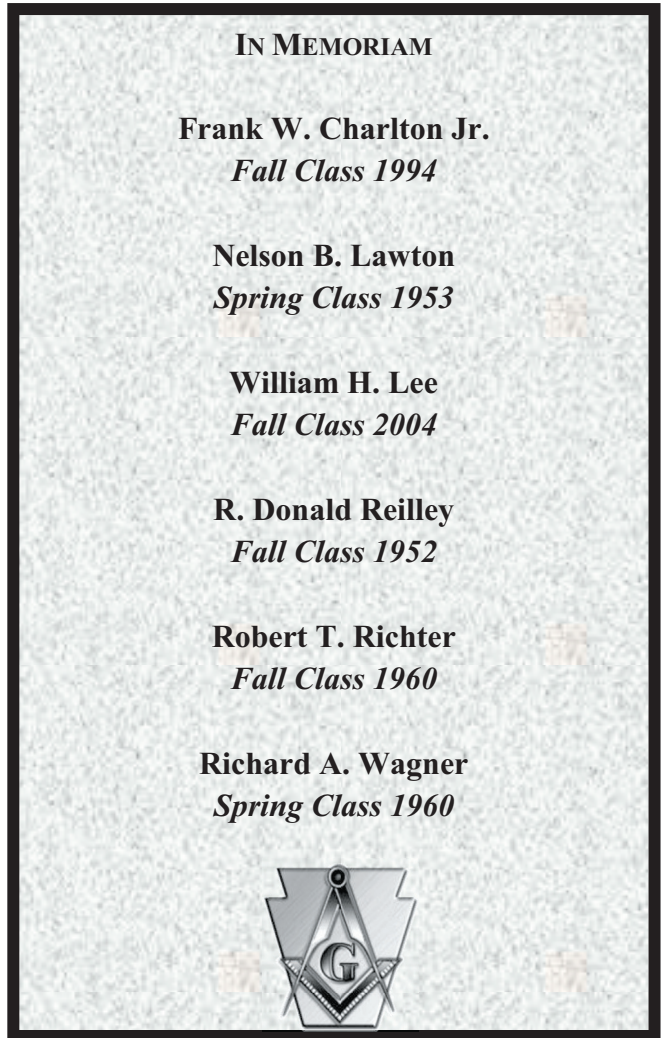 IN MEMORIAM
Frank W. Charlton Jr.
Fall Class 1994
Nelson B. Lawton
Spring Class 1953
William H. Lee
Fall Class 2004
R. Donald Reilley
Fall Class 1952
Robert T. Richter
Fall Class 1960
Richard A. Wagner
Spring Class 1960
G